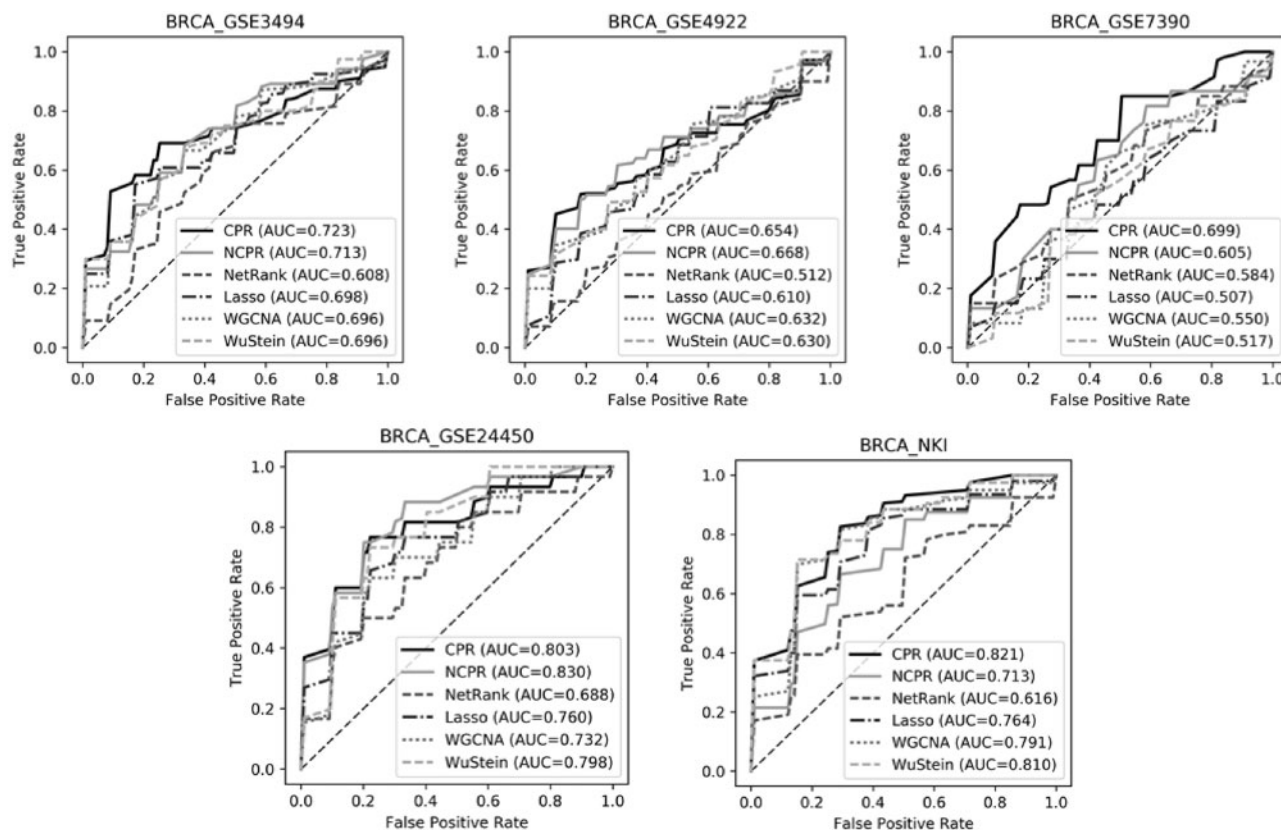 BRCA_GSE3494
True Positive Rate
1.0
0.8
0.6
0.4
0.2
0.0
CPR (AUC=0.723)
NCPR (AUC=0.713)
NetRank (AUC=0.608)
Lasso (AUC=0.698)
WGCNA (AUC=0.696)
WuStein (AUC=0.696)
0.0 0.2 0.4 0.6 0.8 1.0
False Positive Rate
BRCA_GSE4922
True Positive Rate
1.0
0.8
0.6
0.4
0.2
0.0
CPR (AUC=0.654)
NCPR (AUC=0.668)
NetRank (AUC=0.512)
Lasso (AUC=0.610)
WGCNA (AUC=0.632)
WuStein (AUC=0.630)
0.0 0.2 0.4 0.6 0.8 1.0
False Positive Rate
BRCA_GSE7390
True Positive Rate
1.0
0.8
0.6
0.4
0.2
0.0
CPR (AUC=0.699)
NCPR (AUC=0.605)
NetRank (AUC=0.584)
Lasso (AUC=0.507)
WGCNA (AUC=0.550)
WuStein (AUC=0.517)
0.0 0.2 0.4 0.6 0.8 1.0
False Positive Rate
BRCA_GSE24450
True Positive Rate
1.0
0.8
0.6
0.4
0.2
0.0
CPR (AUC=0.803)
NCPR (AUC=0.830)
NetRank (AUC=0.688)
Lasso (AUC=0.760)
WGCNA (AUC=0.732)
WuStein (AUC=0.798)
0.0 0.2 0.4 0.6 0.8 1.0
False Positive Rate
BRCA_NKI
True Positive Rate
1.0
0.8
0.6
0.4
0.2
0.0
CPR (AUC=0.821)
NCPR (AUC=0.713)
NetRank (AUC=0.616)
Lasso (AUC=0.764)
WGCNA (AUC=0.791)
WuStein (AUC=0.810)
0.0 0.2 0.4 0.6 0.8 1.0
False Positive Rate